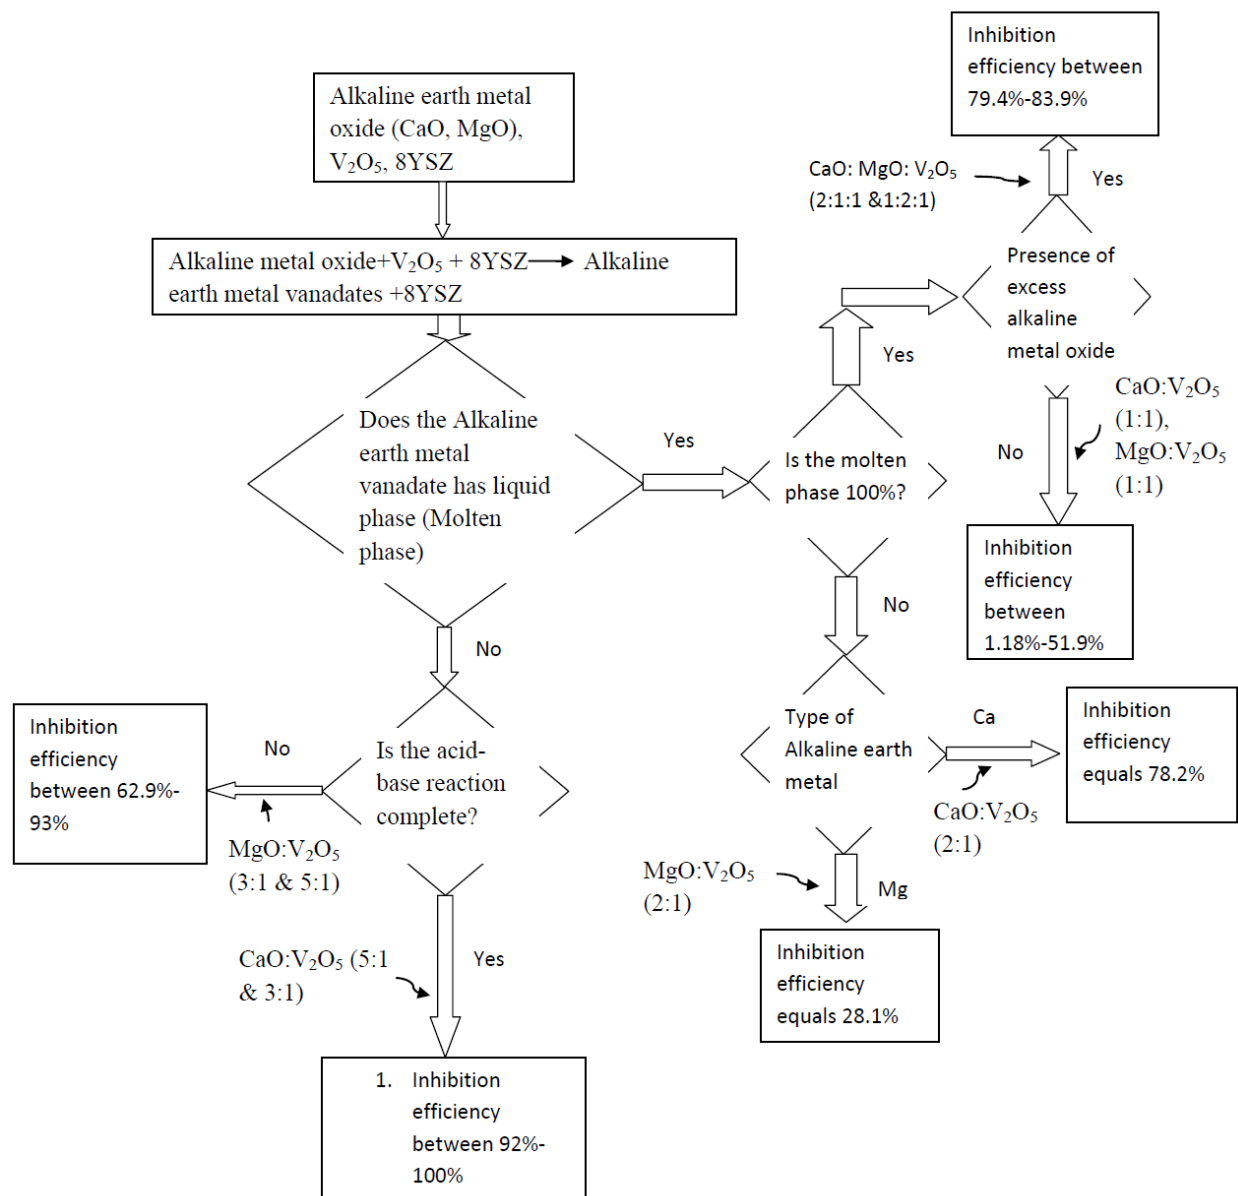 Alkaline earth metal
oxide (CaO, MgO),
V₂O₅, 8YSZ
Alkaline metal oxide+V₂O₅ + 8YSZ → Alkaline
earth metal vanadates +8YSZ
Does the Alkaline
earth metal
vanadate has liquid
phase (Molten
phase)
Yes
No
Is the acid-
base reaction
complete?
No
MgO:V₂O₅
(3:1 & 5:1)
Inhibition
efficiency
between 62.9%-
93%
Yes
CaO:V₂O₅ (5:1
& 3:1)
1. Inhibition
efficiency
between 92%-
100%
Is the molten
phase 100%?
Yes
No
Presence of
excess
alkaline
metal oxide
Yes
CaO: MgO: V₂O₅
(2:1:1 &1:2:1)
Inhibition
efficiency between
79.4%-83.9%
No
CaO:V₂O₅
(1:1),
MgO:V₂O₅
(1:1)
Inhibition
efficiency
between
1.18%-51.9%
Type of
Alkaline earth
metal
Ca
CaO:V₂O₅
(2:1)
Inhibition
efficiency
equals 78.2%
Mg
MgO:V₂O₅
(2:1)
Inhibition
efficiency
equals 28.1%